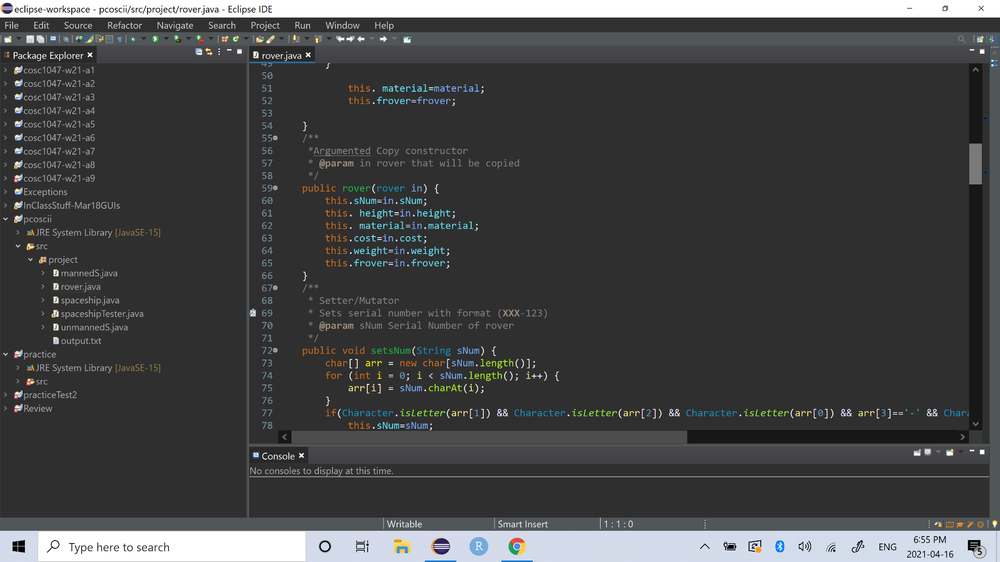 eclipse-workspace - pcoscii/src/project/rover.java - Eclipse IDE
File Edit Source Refactor Navigate Search Project Run Window Help
Package Explorer
cosc1047-w21-a1
cosc1047-w21-a2
cosc1047-w21-a3
cosc1047-w21-a4
cosc1047-w21-a5
cosc1047-w21-a6
cosc1047-w21-a7
cosc1047-w21-a8
cosc1047-w21-a9
Exceptions
InClassStuff-Mar18GUIs
pcoscii
JRE System Library [JavaSE-15]
src
project
mannedS.java
rover.java
spaceship.java
spaceshipTester.java
unmannedS.java
output.txt
practice
JRE System Library [JavaSE-15]
src
practiceTest2
Review
rover.java
49 }
50
51 this. material=material;
52 this.frover=frover;
53
54 }
55 /**
56 *Argumented Copy constructor
57 * @param in rover that will be copied
58 */
59 public rover(rover in) {
60 this.sNum=in.sNum;
61 this. height=in.height;
62 this. material=in.material;
63 this.cost=in.cost;
64 this.weight=in.weight;
65 this.frover=in.frover;
66 }
67 /**
68 * Setter/Mutator
69 * Sets serial number with format (XXX-123)
70 * @param sNum Serial Number of rover
71 */
72 public void setsNum(String sNum) {
73 char[] arr = new char[sNum.length()];
74 for (int i = 0; i < sNum.length(); i++) {
75 arr[i] = sNum.charAt(i);
76 }
77 if(Character.isLetter(arr[1]) && Character.isLetter(arr[2]) && Character.isLetter(arr[0]) && arr[3]=='-' && Chara
78 this.sNum=sNum;
Console
No consoles to display at this time.
Writable Smart Insert 1 : 1 : 0
Type here to search
R
ENG
6:55 PM
2021-04-16
5